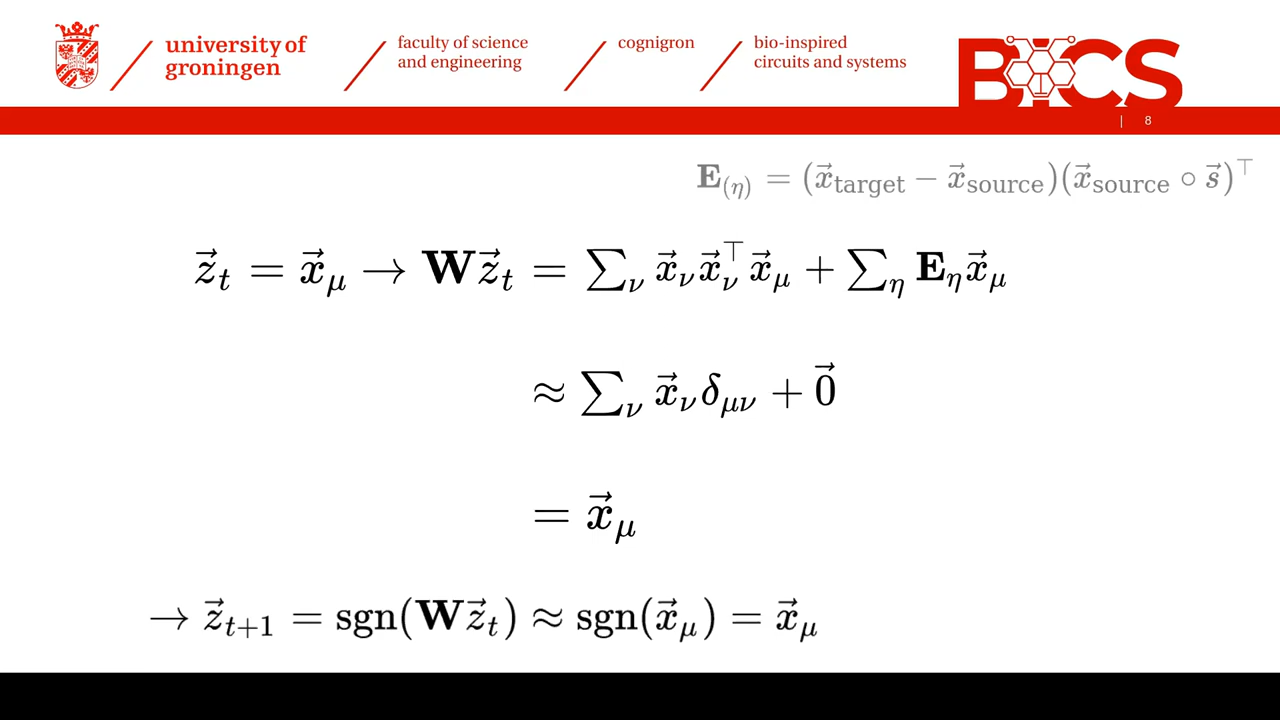 university of
groningen
faculty of science
and engineering
cognigron
bio-inspired
circuits and systems
BICS
| 8
E₍η₎ = (x⃗_target − x⃗_source)(x⃗_source ∘ s⃗)^⊤
z⃗_t = x⃗_μ → Wz⃗_t = ∑_ν x⃗_ν x⃗_ν^⊤ x⃗_μ + ∑_η E_η x⃗_μ
≈ ∑_ν x⃗_ν δ_μν + 0⃗
= x⃗_μ
→ z⃗_{t+1} = sgn(Wz⃗_t) ≈ sgn(x⃗_μ) = x⃗_μ